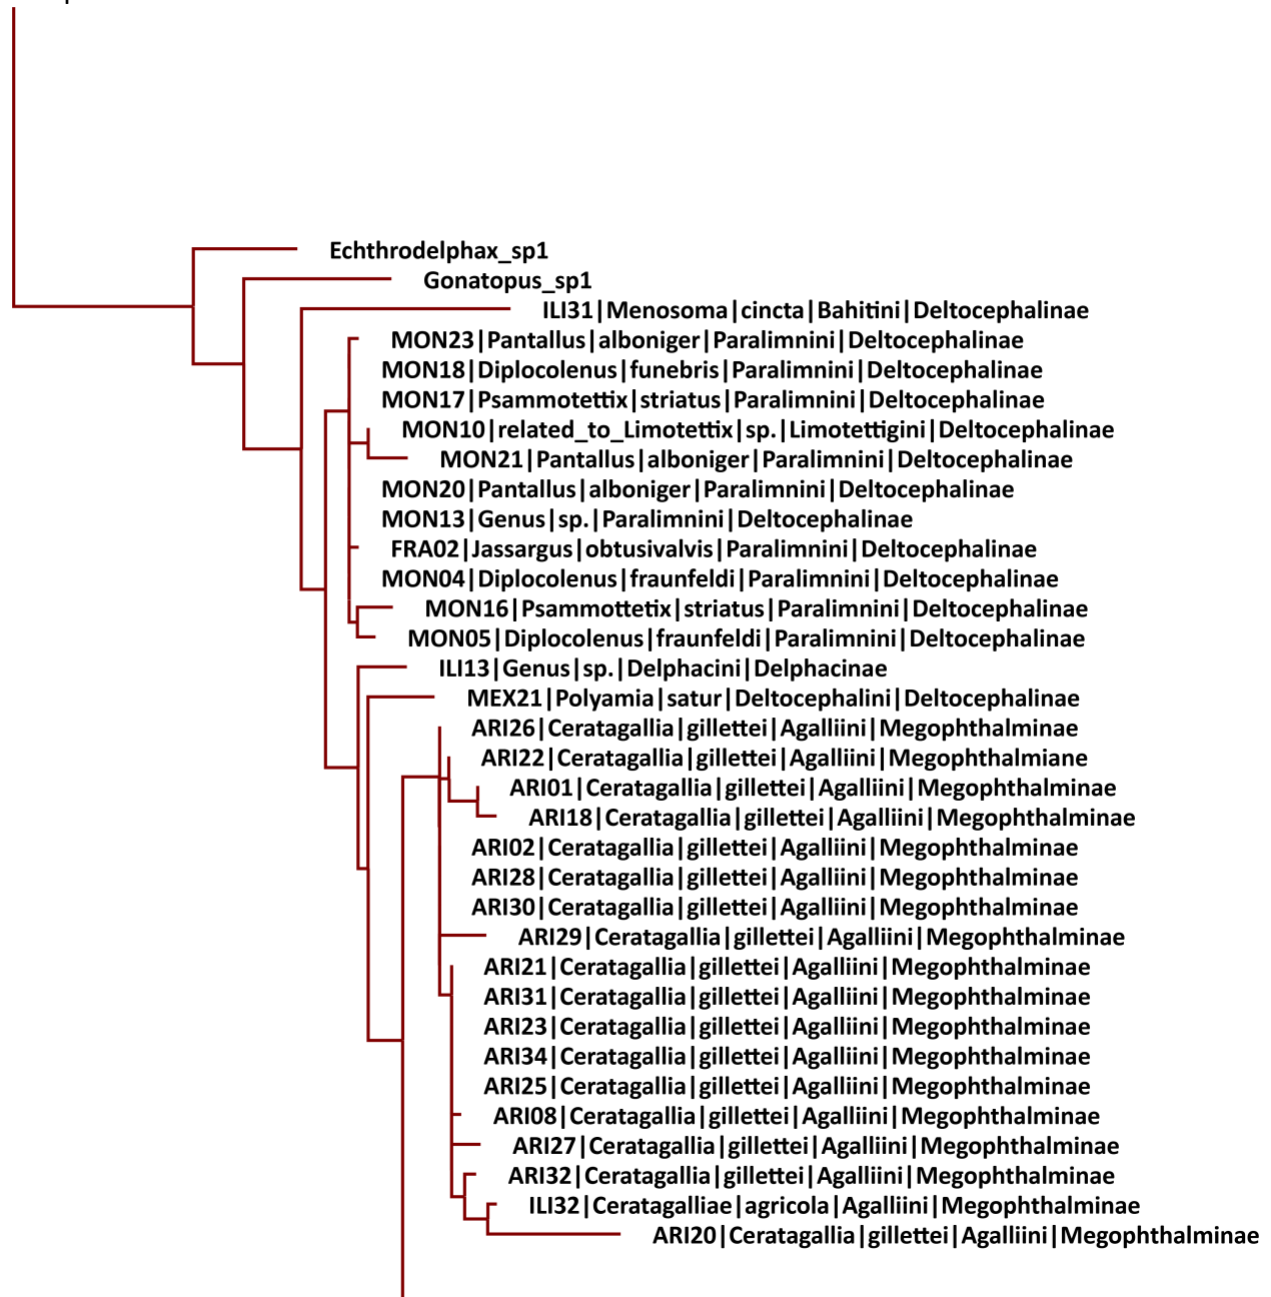 Echthrodelphax_sp1
Gonatopus_sp1
ILI31|Menosoma|cincta|Bahitini|Deltocephalinae
MON23|Pantallus|alboniger|Paralimnini|Deltocephalinae
MON18|Diplocolenus|funebris|Paralimnini|Deltocephalinae
MON17|Psammotettix|striatus|Paralimnini|Deltocephalinae
MON10|related_to_Limotettix|sp.|Limotettigini|Deltocephalinae
MON21|Pantallus|alboniger|Paralimnini|Deltocephalinae
MON20|Pantallus|alboniger|Paralimnini|Deltocephalinae
MON13|Genus|sp.|Paralimnini|Deltocephalinae
FRA02|Jassargus|obtusivalvis|Paralimnini|Deltocephalinae
MON04|Diplocolenus|fraunfeldi|Paralimnini|Deltocephalinae
MON16|Psammottetix|striatus|Paralimnini|Deltocephalinae
MON05|Diplocolenus|fraunfeldi|Paralimnini|Deltocephalinae
ILI13|Genus|sp.|Delphacini|Delphacinae
MEX21|Polyamia|satur|Deltocephalini|Deltocephalinae
ARI26|Ceratagallia|gillettei|Agalliini|Megophthalminae
ARI22|Ceratagallia|gillettei|Agalliini|Megophthalmiane
ARI01|Ceratagallia|gillettei|Agalliini|Megophthalminae
ARI18|Ceratagallia|gillettei|Agalliini|Megophthalminae
ARI02|Ceratagallia|gillettei|Agalliini|Megophthalminae
ARI28|Ceratagallia|gillettei|Agalliini|Megophthalminae
ARI30|Ceratagallia|gillettei|Agalliini|Megophthalminae
ARI29|Ceratagallia|gillettei|Agalliini|Megophthalminae
ARI21|Ceratagallia|gillettei|Agalliini|Megophthalminae
ARI31|Ceratagallia|gillettei|Agalliini|Megophthalminae
ARI23|Ceratagallia|gillettei|Agalliini|Megophthalminae
ARI34|Ceratagallia|gillettei|Agalliini|Megophthalminae
ARI25|Ceratagallia|gillettei|Agalliini|Megophthalminae
ARI08|Ceratagallia|gillettei|Agalliini|Megophthalminae
ARI27|Ceratagallia|gillettei|Agalliini|Megophthalminae
ARI32|Ceratagallia|gillettei|Agalliini|Megophthalminae
ILI32|Ceratagalliae|agricola|Agalliini|Megophthalminae
ARI20|Ceratagallia|gillettei|Agalliini|Megophthalminae